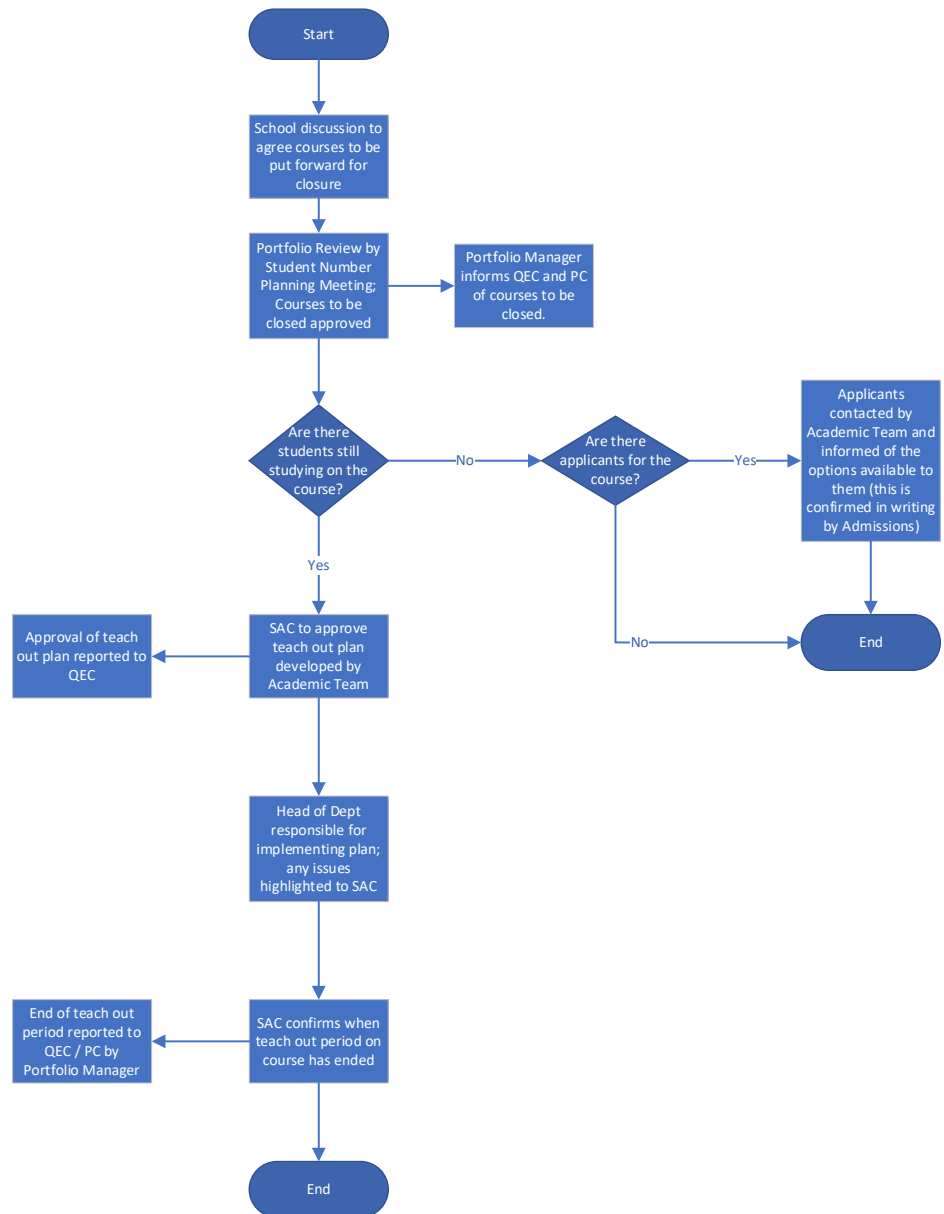 Start
School discussion to
agree courses to be
put forward for
closure
Portfolio Review by
Student Number
Planning Meeting;
Courses to be
closed approved
Portfolio Manager
informs QEC and PC
of courses to be
closed.
Are there
students still
studying on the
course?
No
Are there
applicants for the
course?
Yes
Applicants
contacted by
Academic Team and
informed of the
options available to
them (this is
confirmed in writing
by Admissions)
Yes
No
End
SAC to approve
teach out plan
developed by
Academic Team
Approval of teach
out plan reported to
QEC
Head of Dept
responsible for
implementing plan;
any issues
highlighted to SAC
SAC confirms when
teach out period on
course has ended
End of teach out
period reported to
QEC / PC by
Portfolio Manager
End